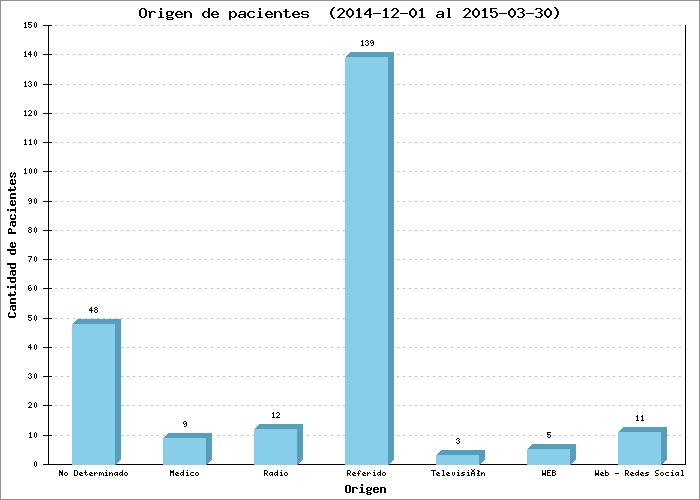 Origen de pacientes (2014-12-01 al 2015-03-30)
Cantidad de Pacientes
150
140
130
120
110
100
90
80
70
60
50
40
30
20
10
0
48
9
12
139
3
5
11
No Determinado
Medico
Radio
Referido
TelevisiÃ³n
WEB
Web - Redes Social
Origen